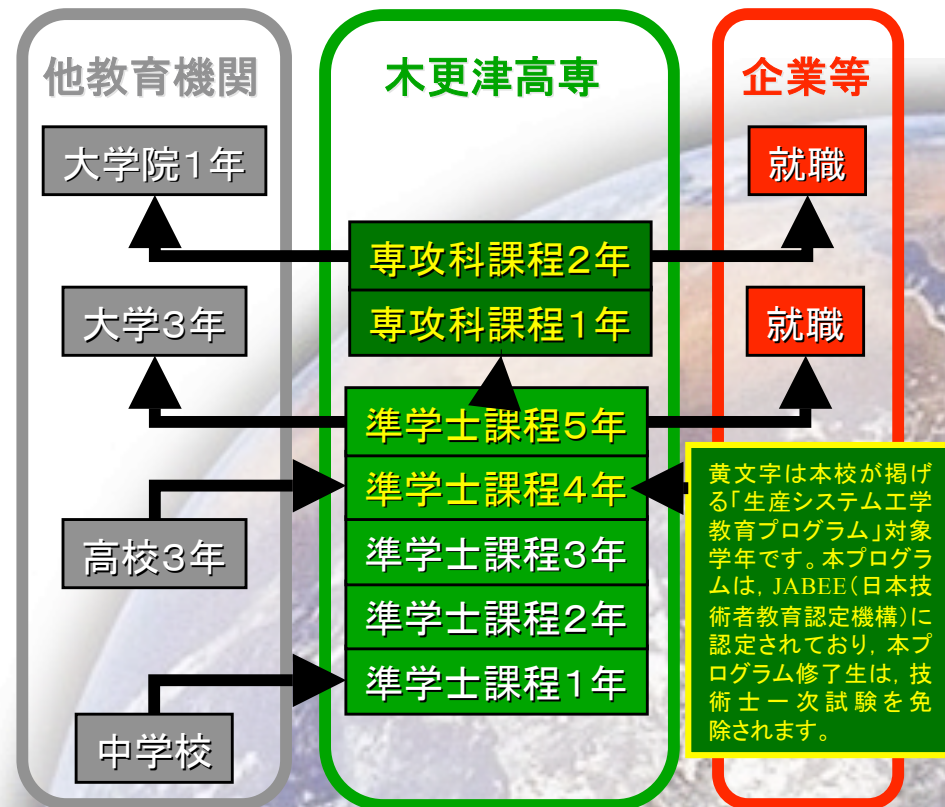 他教育機関
木更津高専
企業等
大学院1年
就職
専攻科課程2年
専攻科課程1年
大学3年
就職
準学士課程5年
準学士課程4年
準学士課程3年
準学士課程2年
準学士課程1年
高校3年
中学校
黄文字は本校が掲げ
る「生産システム工学
教育プログラム」対象
学年です。本プログラ
ムは, JABEE(日本技
術者教育認定機構)に
認定されており, 本プ
ログラム修了生は, 技
術士一次試験を免
除されます。